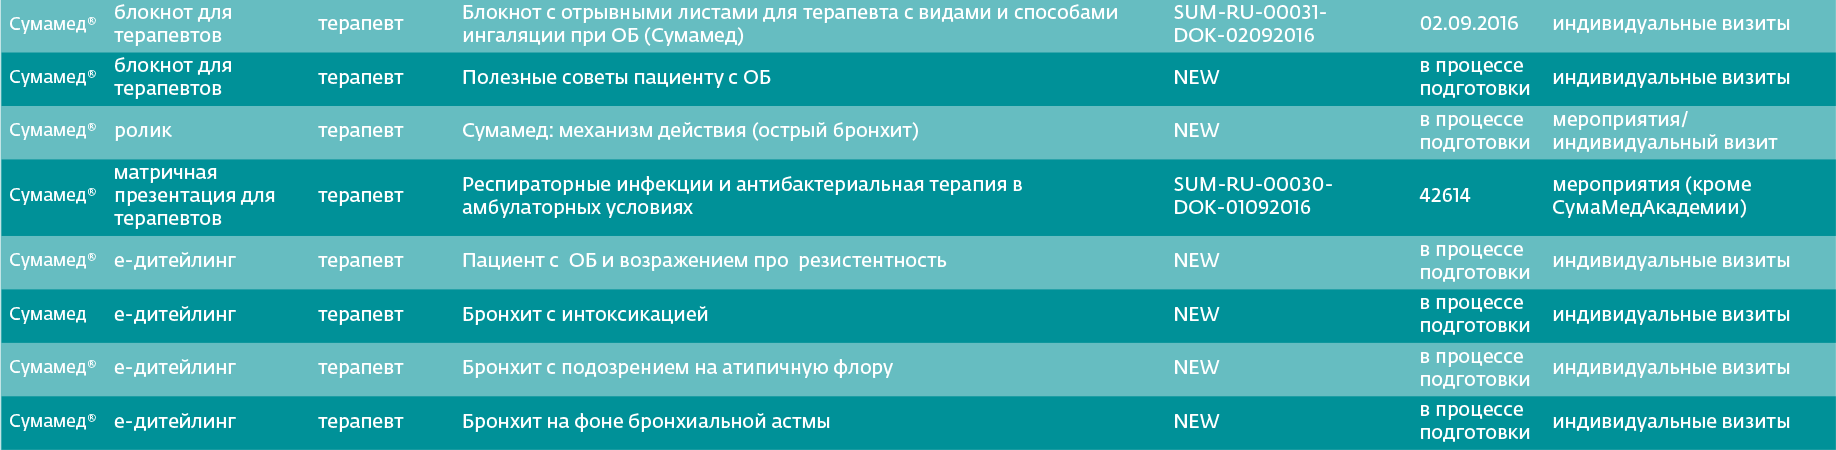 Сумамед® блокнот для терапевтов терапевт Блокнот с отрывными листами для терапевта с видами и способами ингаляции при ОБ (Сумамед) SUM-RU-00031-DOK-02092016 02.09.2016 индивидуальные визиты
Сумамед® блокнот для терапевтов терапевт Полезные советы пациенту с ОБ NEW в процессе подготовки индивидуальные визиты
Сумамед® ролик терапевт Сумамед: механизм действия (острый бронхит) NEW в процессе подготовки мероприятия/индивидуальный визит
Сумамед® матричная презентация для терапевтов терапевт Респираторные инфекции и антибактериальная терапия в амбулаторных условиях SUM-RU-00030-DOK-01092016 42614 мероприятия (кроме СумаМедАкадемии)
Сумамед® е-дитейлинг терапевт Пациент с ОБ и возражением про резистентность NEW в процессе подготовки индивидуальные визиты
Сумамед е-дитейлинг терапевт Бронхит с интоксикацией NEW в процессе подготовки индивидуальные визиты
Сумамед® е-дитейлинг терапевт Бронхит с подозрением на атипичную флору NEW в процессе подготовки индивидуальные визиты
Сумамед® е-дитейлинг терапевт Бронхит на фоне бронхиальной астмы NEW в процессе подготовки индивидуальные визиты